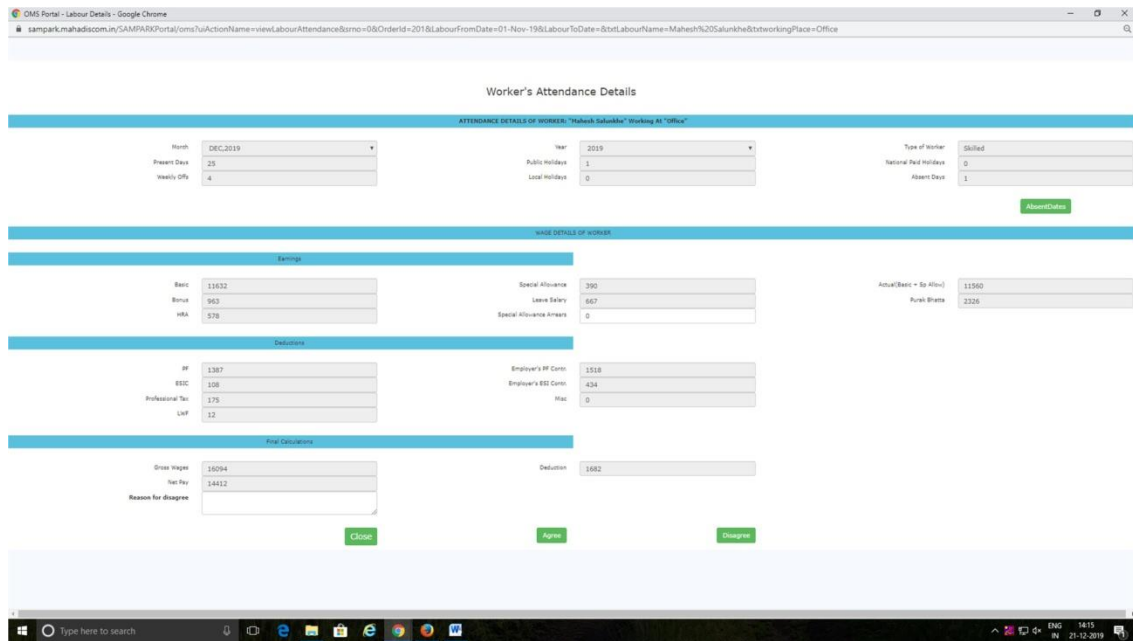 OMS Portal - Labour Details - Google Chrome
sampark.mahadiscom.in/SAMPARKPortal/oms?uiActionName=viewLabourAttendance&srno=0&OrderId=201&LabourFromDate=01-Nov-19&LabourToDate=&txtLabourName=Mahesh%20Salunkhe&txtworkingPlace=Office
Worker's Attendance Details
ATTENDANCE DETAILS OF WORKER: "Mahesh Salunkhe" Working At "Office"
Month DEC,2019 Year 2019 Type of Worker Skilled
Present Days 25 Public Holidays 1 National Paid Holidays 0
Weekly Offs 4 Local Holidays 0 Absent Days 1
AbsentDates
WAGE DETAILS OF WORKER
Earnings
Basic 11632 Special Allowance 390 Actual(Basic + Sp Allow) 11560
Bonus 963 Leave Salary 667 Purak Bhatta 2326
HRA 578 Special Allowance Arrears 0
Deductions
PF 1387 Employer's PF Contr. 1518
ESIC 108 Employer's ESI Contr. 434
Professional Tax 175 Misc 0
LWF 12
Final Calculations
Gross Wages 16094 Deduction 1682
Net Pay 14412
Reason for disagree
Close Agree Disagree
Type here to search ENG 14:15
IN 21-12-2019